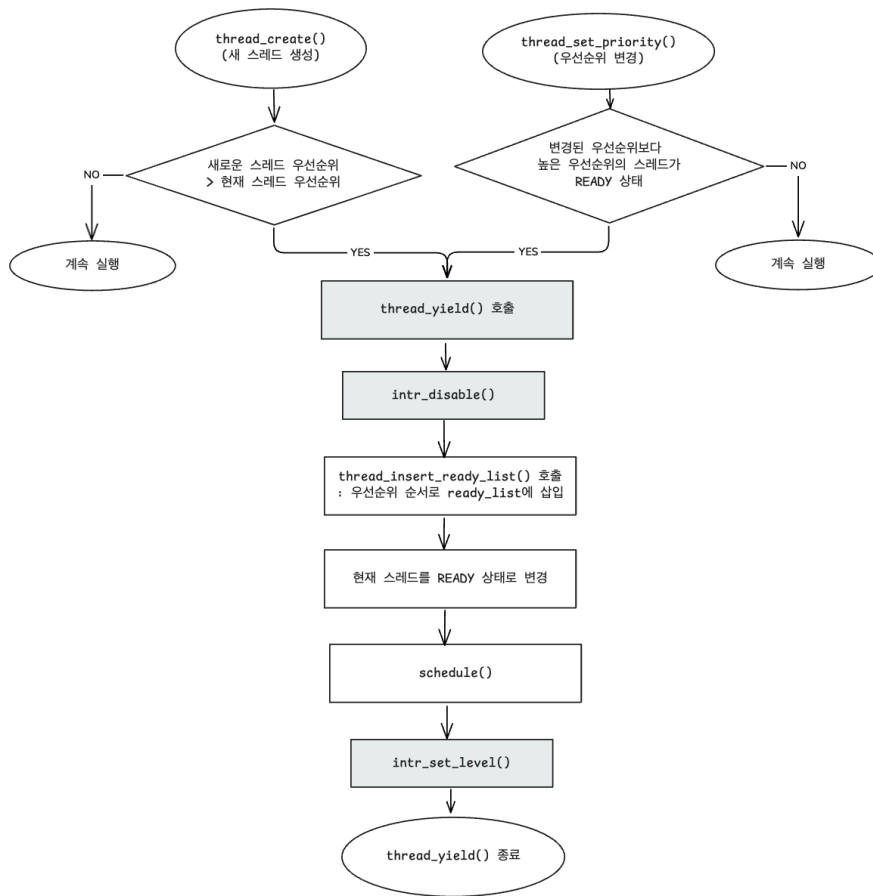 thread_create()
(새 스레드 생성)
thread_set_priority()
(우선순위 변경)
새로운 스레드 우선순위
> 현재 스레드 우선순위
변경된 우선순위보다
높은 우선순위의 스레드가
READY 상태
NO
NO
계속 실행
계속 실행
YES
YES
thread_yield() 호출
intr_disable()
thread_insert_ready_list() 호출
: 우선순위 순서로 ready_list에 삽입
현재 스레드를 READY 상태로 변경
schedule()
intr_set_level()
thread_yield() 종료